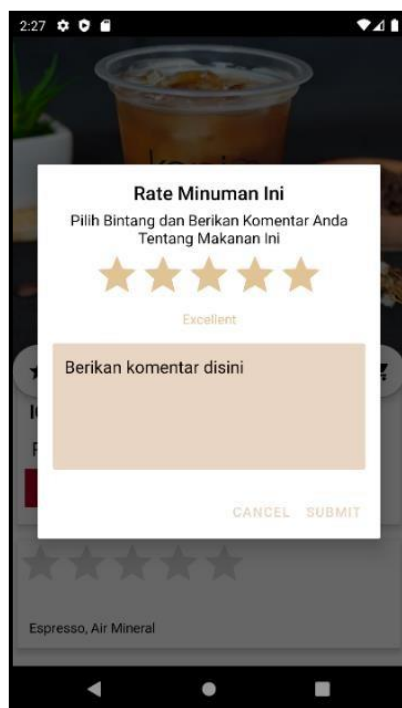 2:27
Rate Minuman Ini
Pilih Bintang dan Berikan Komentar Anda
Tentang Makanan Ini
Excellent
Berikan komentar disini
CANCEL SUBMIT
Espresso, Air Mineral